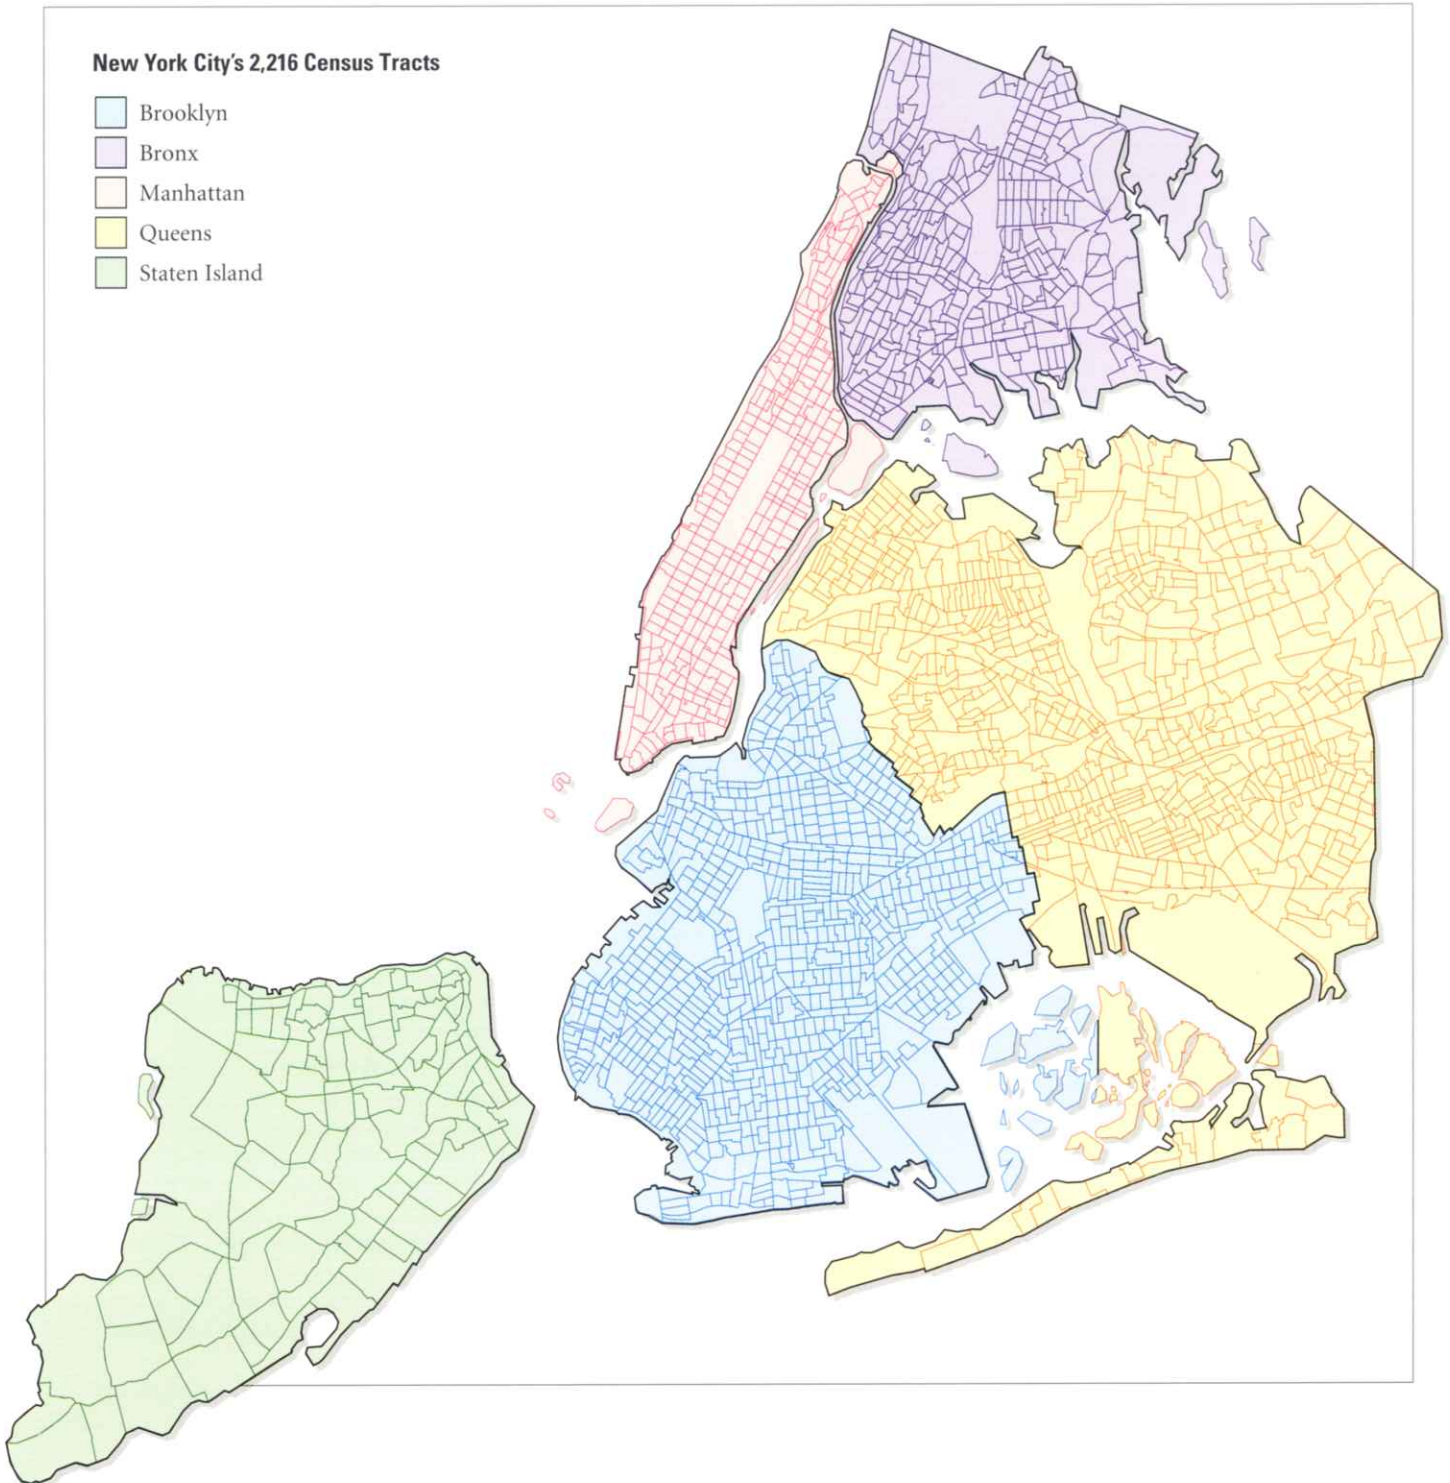 New York City's 2,216 Census Tracts
Brooklyn
Bronx
Manhattan
Queens
Staten Island